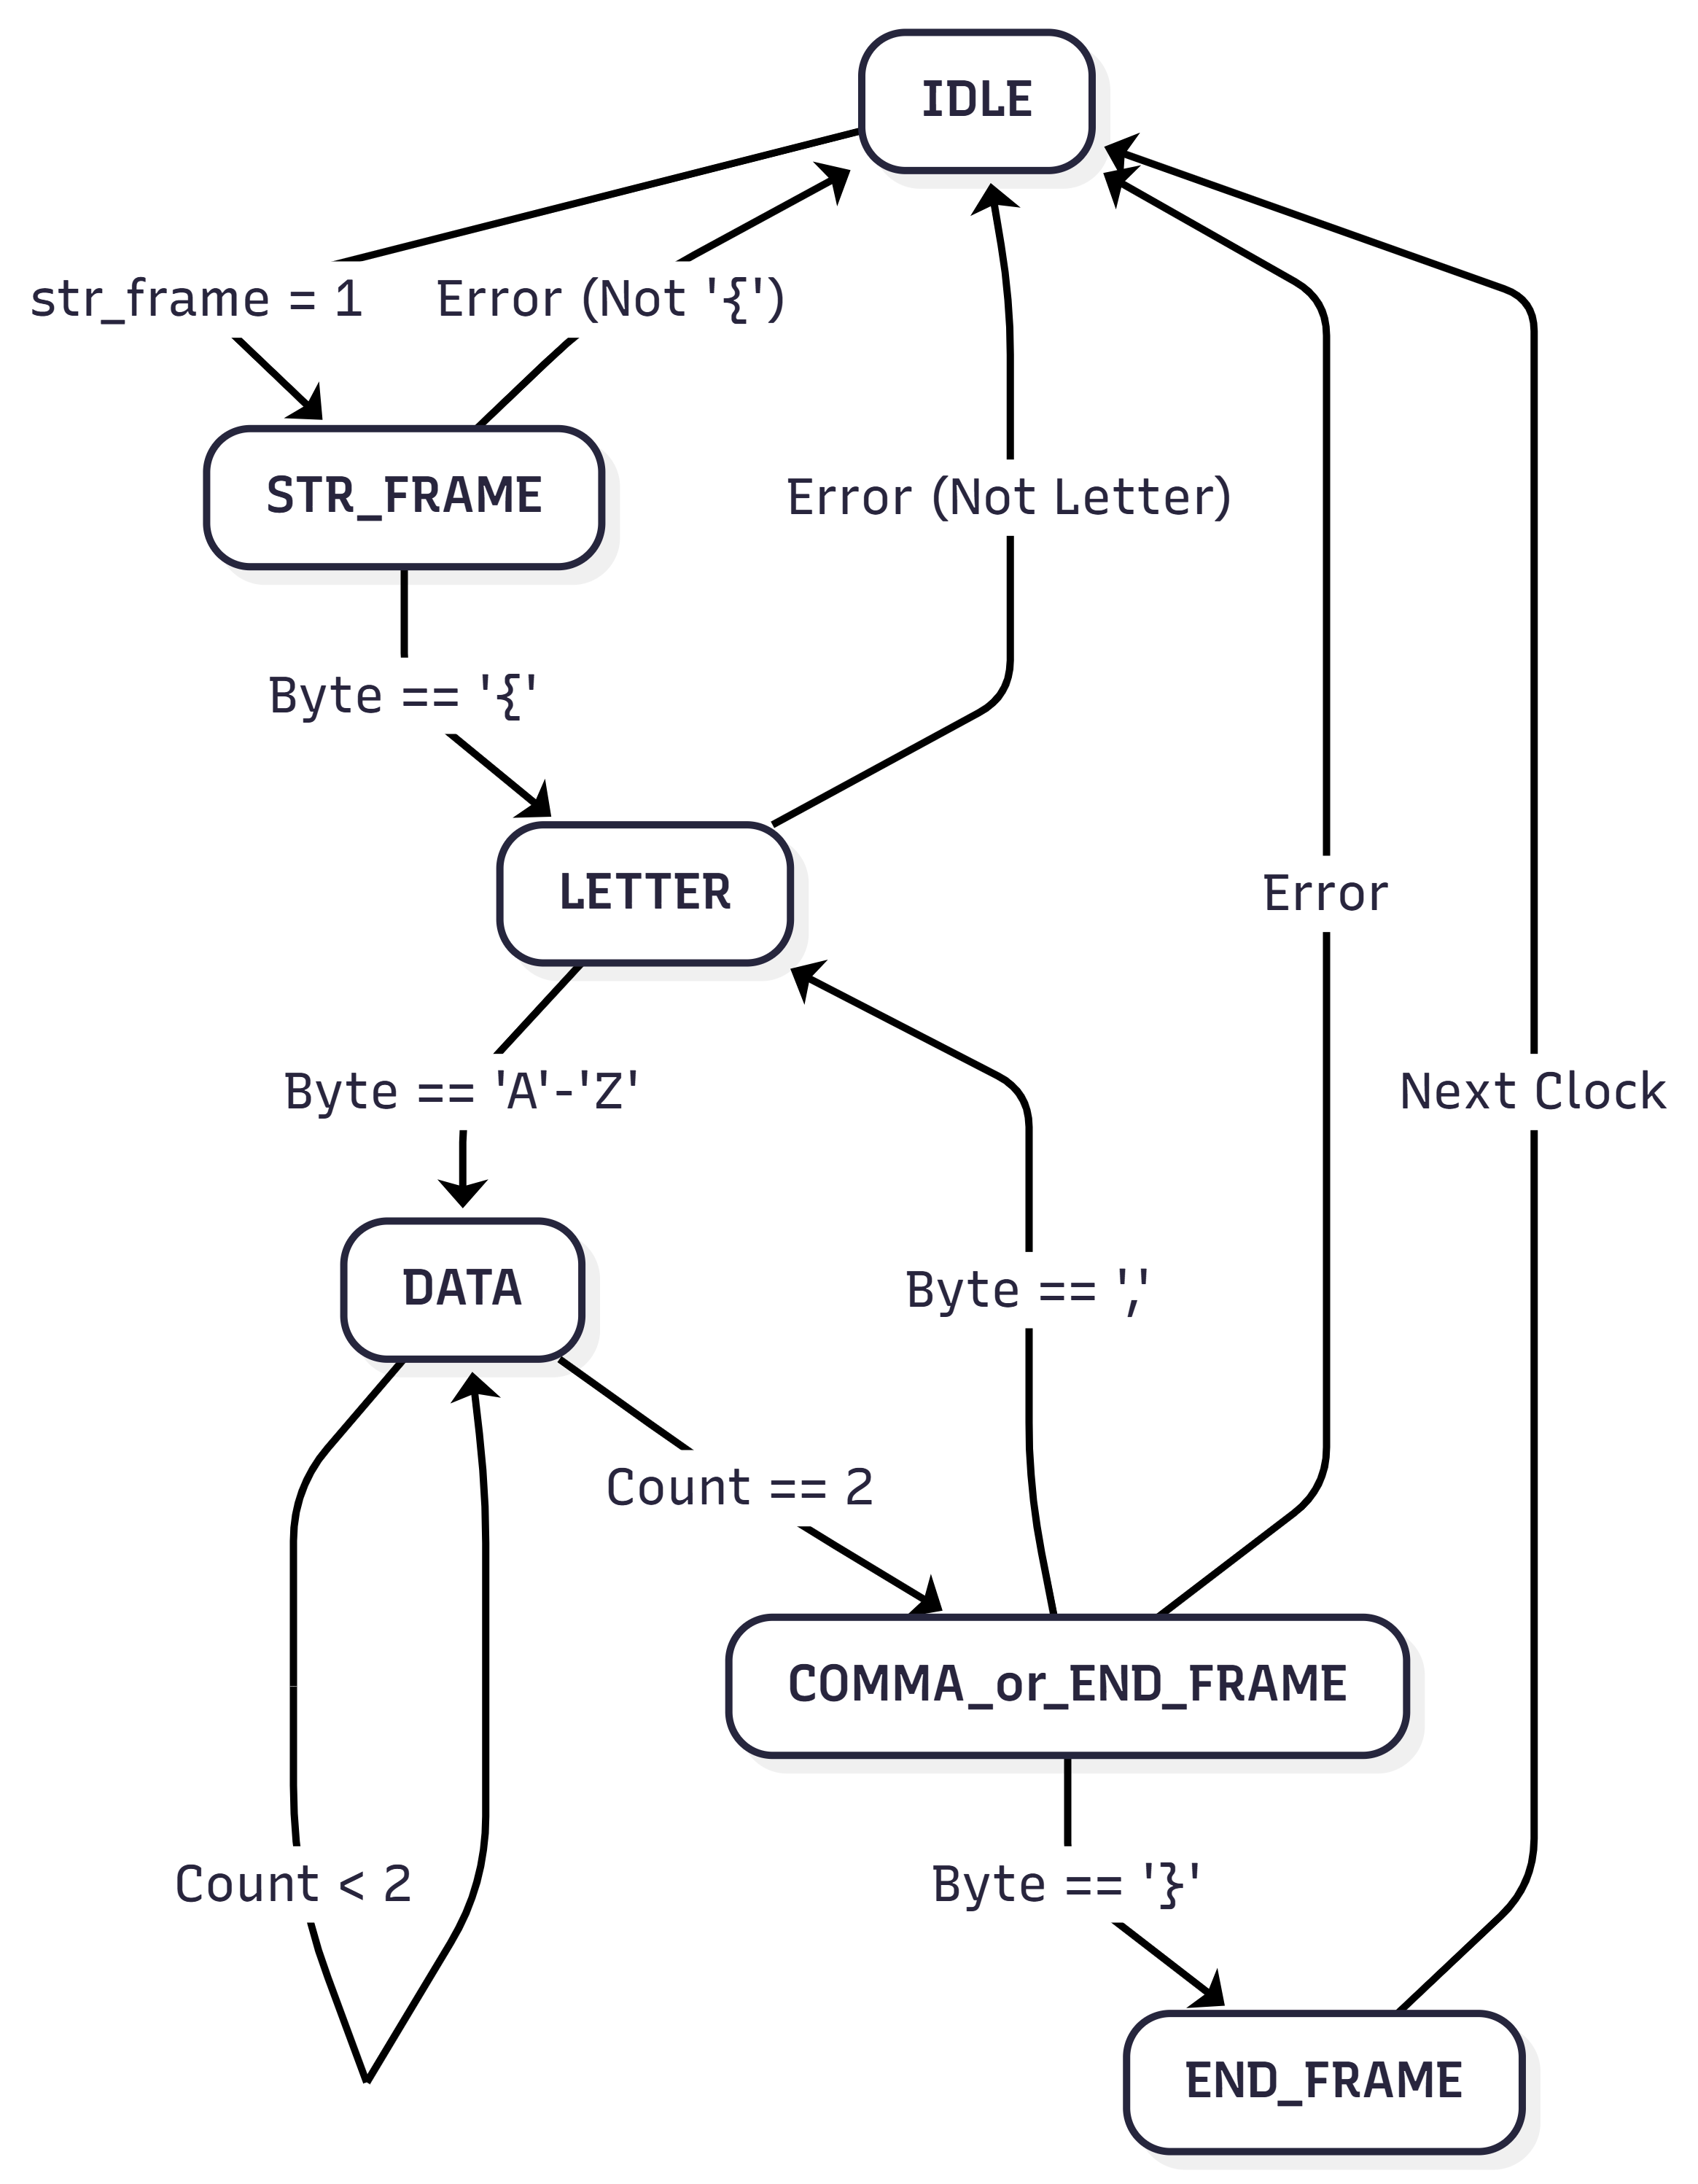 IDLE
str_frame = 1
Error (Not '{')
STR_FRAME
Error (Not Letter)
Byte == '{'
LETTER
Error
Byte == 'A'-'Z'
Next Clock
DATA
Byte == ','
Count == 2
COMMA_or_END_FRAME
Count < 2
Byte == '}'
END_FRAME